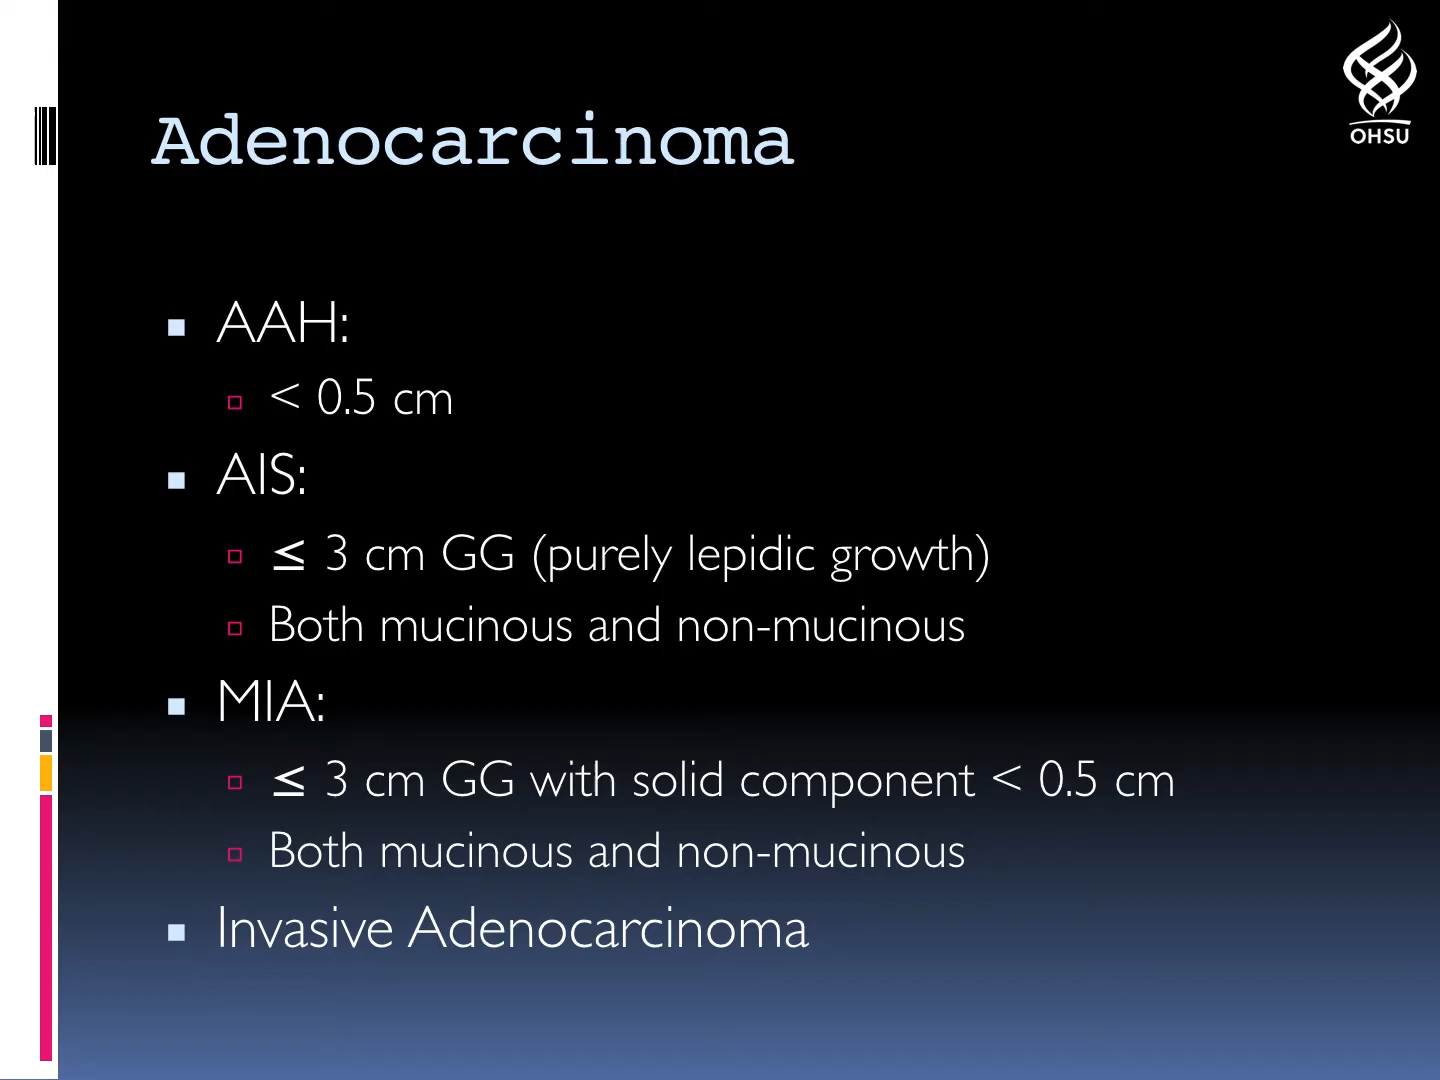 OHSU
Adenocarcinoma
AAH:
< 0.5 cm
AIS:
≤ 3 cm GG (purely lepidic growth)
Both mucinous and non-mucinous
MIA:
≤ 3 cm GG with solid component < 0.5 cm
Both mucinous and non-mucinous
Invasive Adenocarcinoma